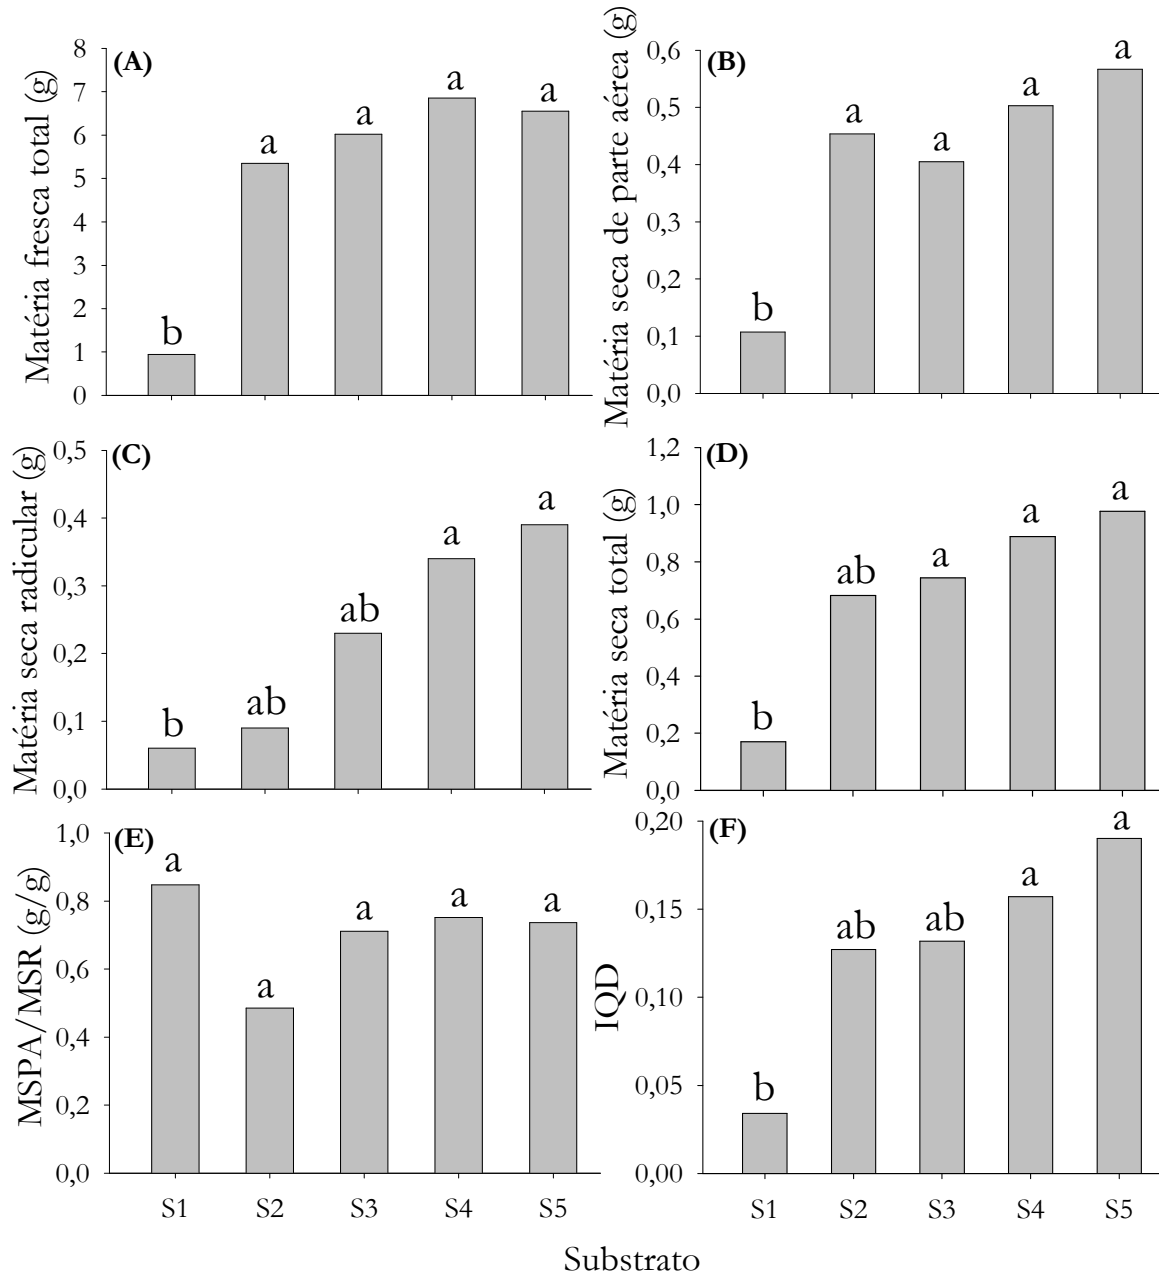 (A)
Matéria fresca total (g)
8
7
6
5
4
3
2
1
0
b
a
a
a
a
(B)
Matéria seca de parte aérea (g)
0,6
0,5
0,4
0,3
0,2
0,1
0,0
b
a
a
a
a
(C)
Matéria seca radicular (g)
0,5
0,4
0,3
0,2
0,1
0,0
b
ab
ab
a
a
(D)
Matéria seca total (g)
1,2
1,0
0,8
0,6
0,4
0,2
0,0
b
ab
a
a
a
(E)
MSPA/MSR (g/g)
1,0
0,8
0,6
0,4
0,2
0,0
a
a
a
a
a
S1 S2 S3 S4 S5
(F)
IQD
0,20
0,15
0,10
0,05
0,00
b
ab
ab
a
a
S1 S2 S3 S4 S5
Substrato